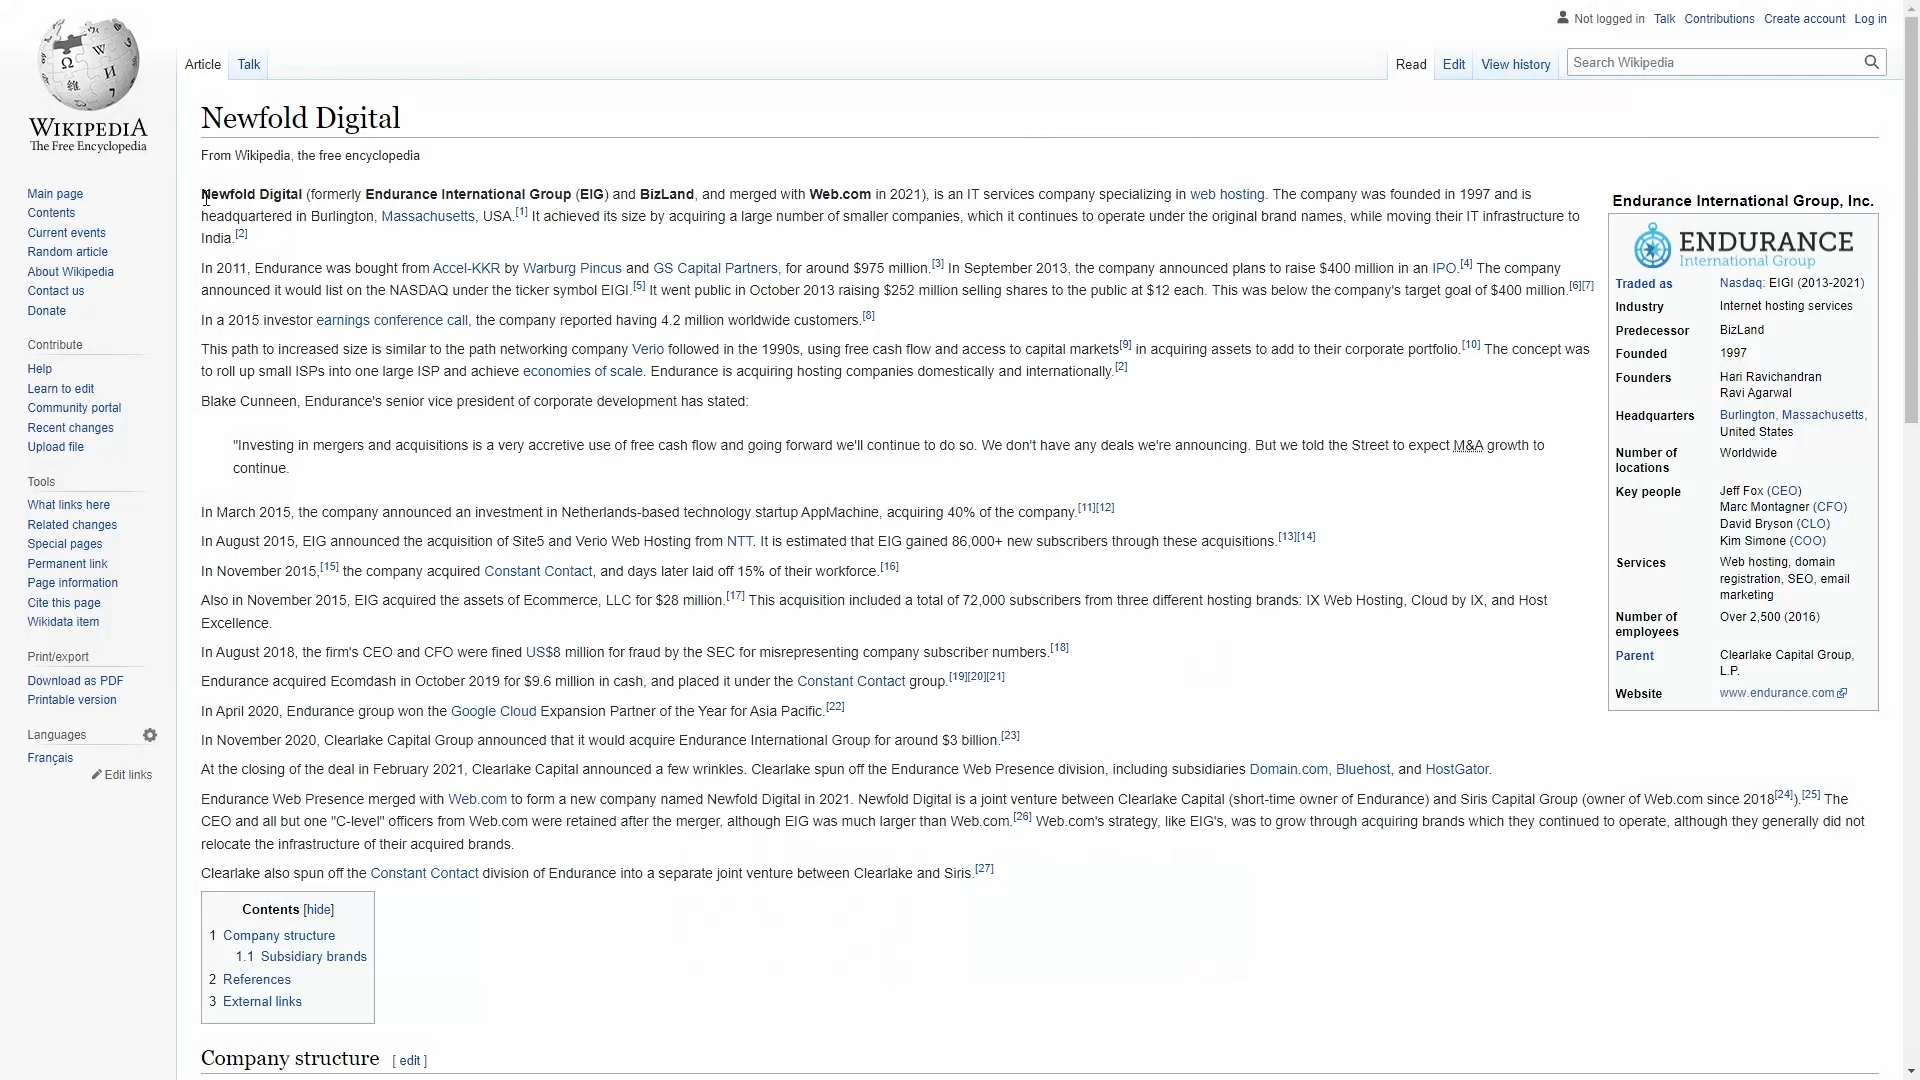 Not logged in Talk Contributions Create account Log in
Article Talk Read Edit View history Search Wikipedia
WIKIPEDIA
The Free Encyclopedia
Main page
Contents
Current events
Random article
About Wikipedia
Contact us
Donate
Contribute
Help
Learn to edit
Community portal
Recent changes
Upload file
Tools
What links here
Related changes
Special pages
Permanent link
Page information
Cite this page
Wikidata item
Print/export
Download as PDF
Printable version
Languages
Français
Edit links
Newfold Digital
From Wikipedia, the free encyclopedia
Newfold Digital (formerly Endurance International Group (EIG) and BizLand, and merged with Web.com in 2021), is an IT services company specializing in web hosting. The company was founded in 1997 and is
headquartered in Burlington, Massachusetts, USA.[1] It achieved its size by acquiring a large number of smaller companies, which it continues to operate under the original brand names, while moving their IT infrastructure to
India.[2]
In 2011, Endurance was bought from Accel-KKR by Warburg Pincus and GS Capital Partners, for around $975 million.[3] In September 2013, the company announced plans to raise $400 million in an IPO.[4] The company
announced it would list on the NASDAQ under the ticker symbol EIGI.[5] It went public in October 2013 raising $252 million selling shares to the public at $12 each. This was below the company's target goal of $400 million.[6][7]
In a 2015 investor earnings conference call, the company reported having 4.2 million worldwide customers.[8]
This path to increased size is similar to the path networking company Verio followed in the 1990s, using free cash flow and access to capital markets[9] in acquiring assets to add to their corporate portfolio.[10] The concept was
to roll up small ISPs into one large ISP and achieve economies of scale. Endurance is acquiring hosting companies domestically and internationally.[2]
Blake Cunneen, Endurance's senior vice president of corporate development has stated:
"Investing in mergers and acquisitions is a very accretive use of free cash flow and going forward we'll continue to do so. We don't have any deals we're announcing. But we told the Street to expect M&A growth to
continue.
In March 2015, the company announced an investment in Netherlands-based technology startup AppMachine, acquiring 40% of the company.[11][12]
In August 2015, EIG announced the acquisition of Site5 and Verio Web Hosting from NTT. It is estimated that EIG gained 86,000+ new subscribers through these acquisitions.[13][14]
In November 2015,[15] the company acquired Constant Contact, and days later laid off 15% of their workforce.[16]
Also in November 2015, EIG acquired the assets of Ecommerce, LLC for $28 million.[17] This acquisition included a total of 72,000 subscribers from three different hosting brands: IX Web Hosting, Cloud by IX, and Host
Excellence.
In August 2018, the firm's CEO and CFO were fined US$8 million for fraud by the SEC for misrepresenting company subscriber numbers.[18]
Endurance acquired Ecomdash in October 2019 for $9.6 million in cash, and placed it under the Constant Contact group.[19][20][21]
In April 2020, Endurance group won the Google Cloud Expansion Partner of the Year for Asia Pacific.[22]
In November 2020, Clearlake Capital Group announced that it would acquire Endurance International Group for around $3 billion.[23]
At the closing of the deal in February 2021, Clearlake Capital announced a few wrinkles. Clearlake spun off the Endurance Web Presence division, including subsidiaries Domain.com, Bluehost, and HostGator.
Endurance Web Presence merged with Web.com to form a new company named Newfold Digital in 2021. Newfold Digital is a joint venture between Clearlake Capital (short-time owner of Endurance) and Siris Capital Group (owner of Web.com since 2018[24]).[25] The
CEO and all but one "C-level" officers from Web.com were retained after the merger, although EIG was much larger than Web.com.[26] Web.com's strategy, like EIG's, was to grow through acquiring brands which they continued to operate, although they generally did not
relocate the infrastructure of their acquired brands.
Clearlake also spun off the Constant Contact division of Endurance into a separate joint venture between Clearlake and Siris.[27]
Endurance International Group, Inc.
ENDURANCE
International Group
Traded as Nasdaq: EIGI (2013-2021)
Industry Internet hosting services
Predecessor BizLand
Founded 1997
Founders Hari Ravichandran
Ravi Agarwal
Headquarters Burlington, Massachusetts,
United States
Number of Worldwide
locations
Key people Jeff Fox (CEO)
Marc Montagner (CFO)
David Bryson (CLO)
Kim Simone (COO)
Services Web hosting, domain
registration, SEO, email
marketing
Number of Over 2,500 (2016)
employees
Parent Clearlake Capital Group,
L.P.
Website www.endurance.com
Contents [hide]
1 Company structure
1.1 Subsidiary brands
2 References
3 External links
Company structure [ edit ]